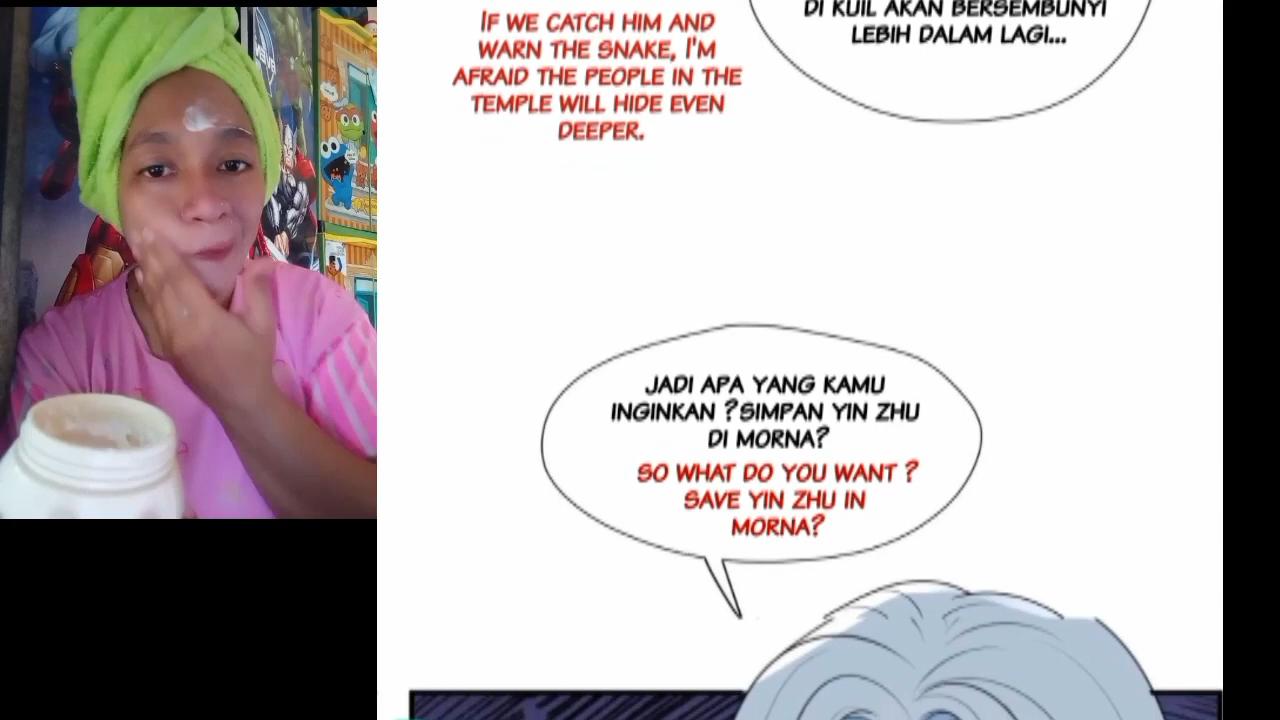 IF WE CATCH HIM AND
WARN THE SNAKE, I'M
AFRAID THE PEOPLE IN THE
TEMPLE WILL HIDE EVEN
DEEPER.
DI KUIL AKAN BERSEMBUNYI
LEBIH DALAM LAGI...
JADI APA YANG KAMU
INGINKAN ?SIMPAN YIN ZHU
DI MORNA?
SO WHAT DO YOU WANT ?
SAVE YIN ZHU IN
MORNA?